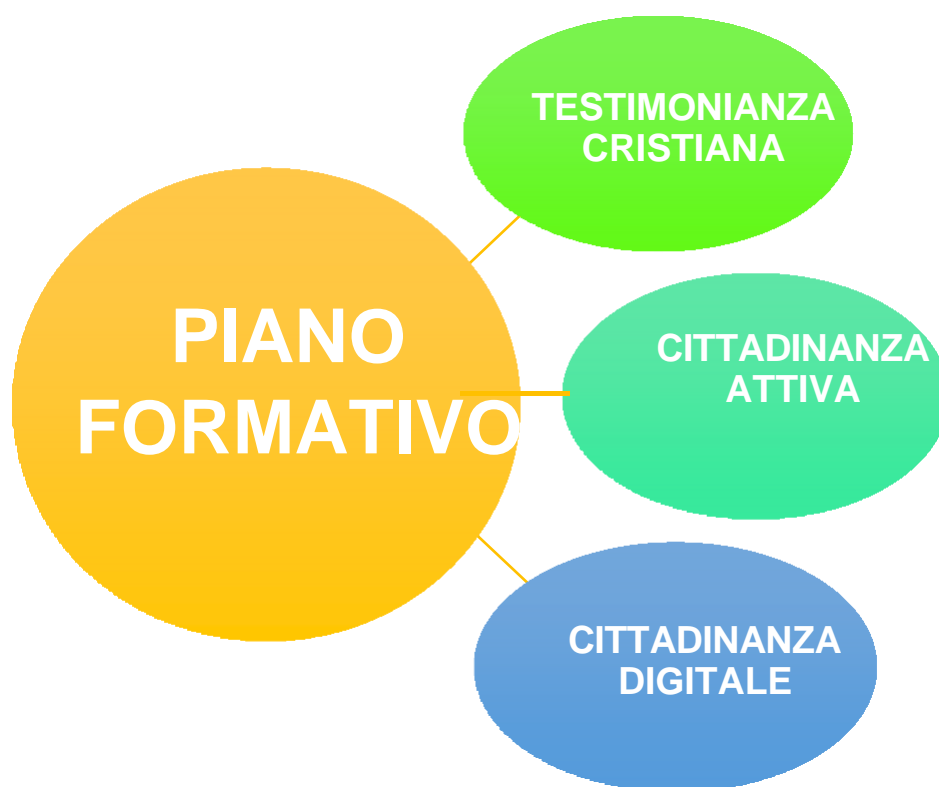 TESTIMONIANZA
CRISTIANA
PIANO
FORMATIVO
CITTADINANZA
ATTIVA
CITTADINANZA
DIGITALE